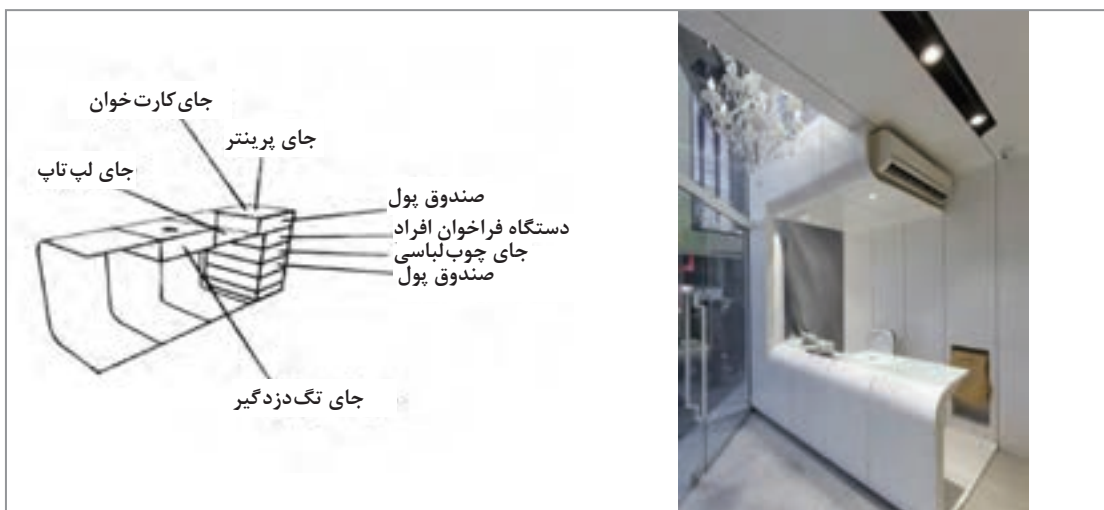 جای کارت‌خوان
جای پرینتر
جای لپ‌تاپ
صندوق پول
دستگاه فراخوان افراد
جای چوب‌لباسی
صندوق پول
جای تگ‌دزدگیر